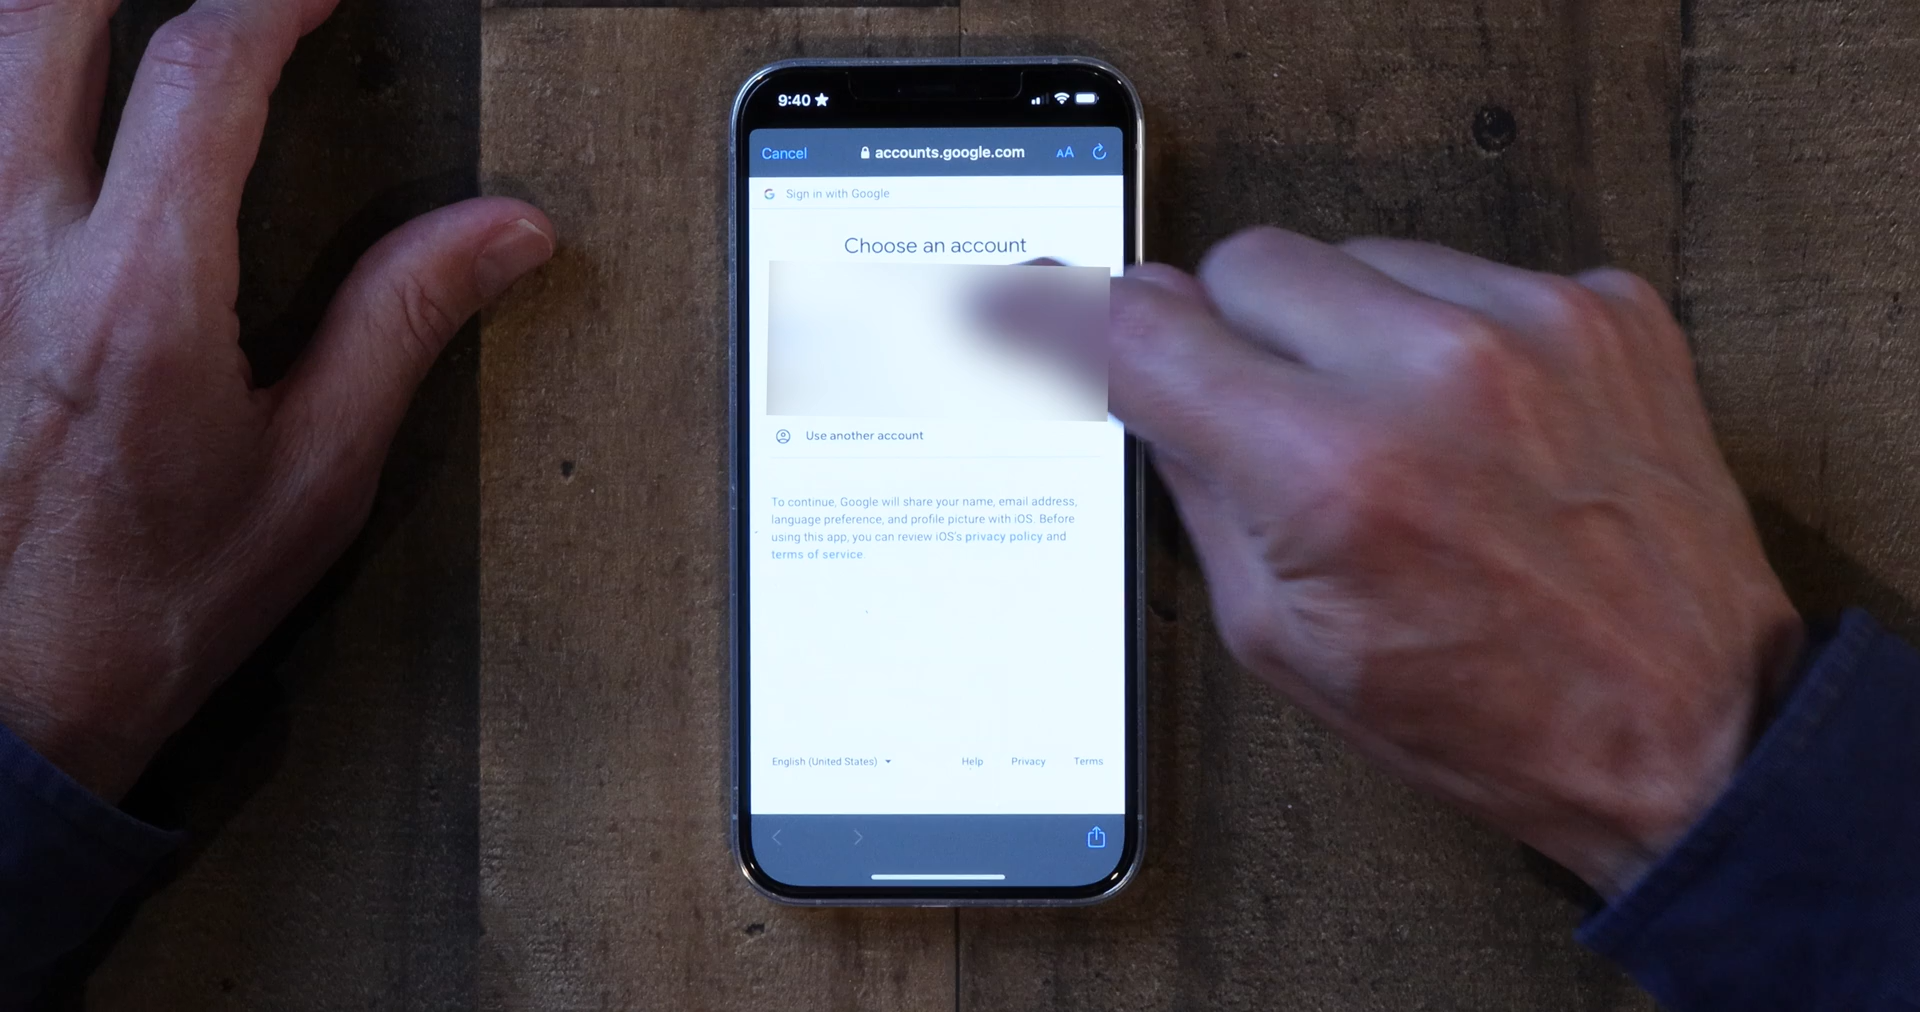 9:40
Cancel accounts.google.com AA
G Sign in with Google
Choose an account
Use another account
To continue, Google will share your name, email address,
language preference, and profile picture with iOS. Before
using this app, you can review iOS's privacy policy and
terms of service.
English (United States) Help Privacy Terms